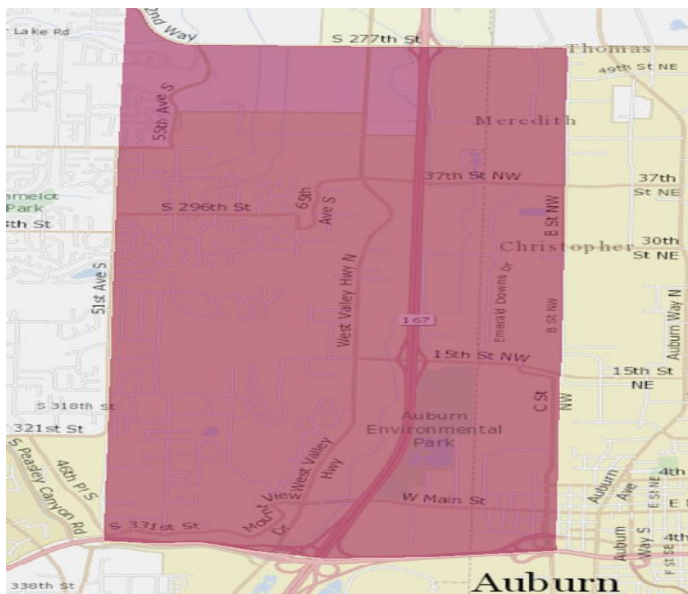 2nd Way
r Lake Rd
S 277th St
Thomas
49th St NE
55th Ave S
Meredith
37th St NW
37th
St NE
amelot
Park
8th St
S 296th St
65th
Ave S
B St NW
Christopher
30th
St NE
51st Ave S
West Valley Hwy N
Emerald Downs Dr
B St NW
Auburn Way N
167
15th St NW
15th St
NE
C St
NW
S 318th St
321st St
Auburn
Environmental
Park
S Peasley Canyon Rd
46th Pl S
West Valley
Hwy
Mount View
Dr
W Main St
S 331st St
Auburn
Ave
4th
E St NE
E
Auburn
Way S
F St SE
4th
338th St
Auburn